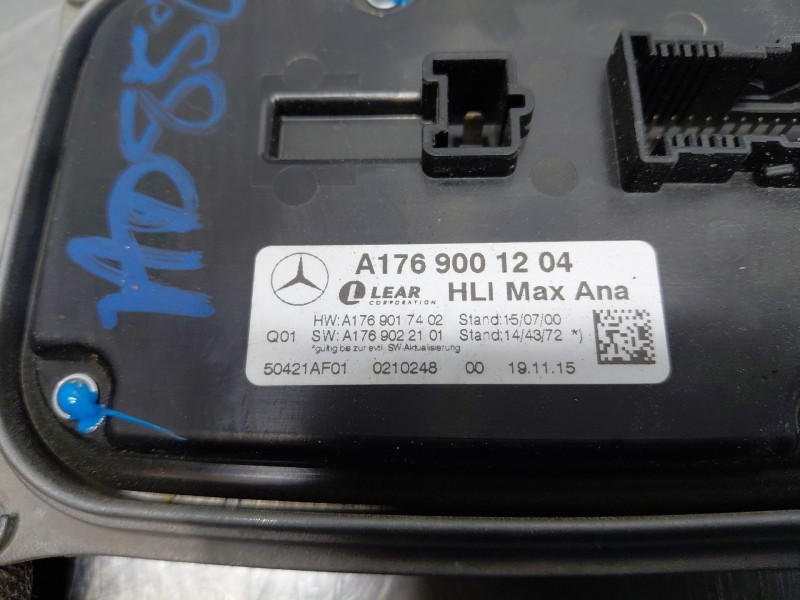 A176 900 12 04
LEAR HLI Max Ana
CORPORATION
HW:A176 901 74 02 Stand:15/07/00
Q01 SW:A176 902 21 01 Stand:14/43/72 *)
*gültig bis zur evtl. SW-Aktualisierung
50421AF01 0210248 00 19.11.15